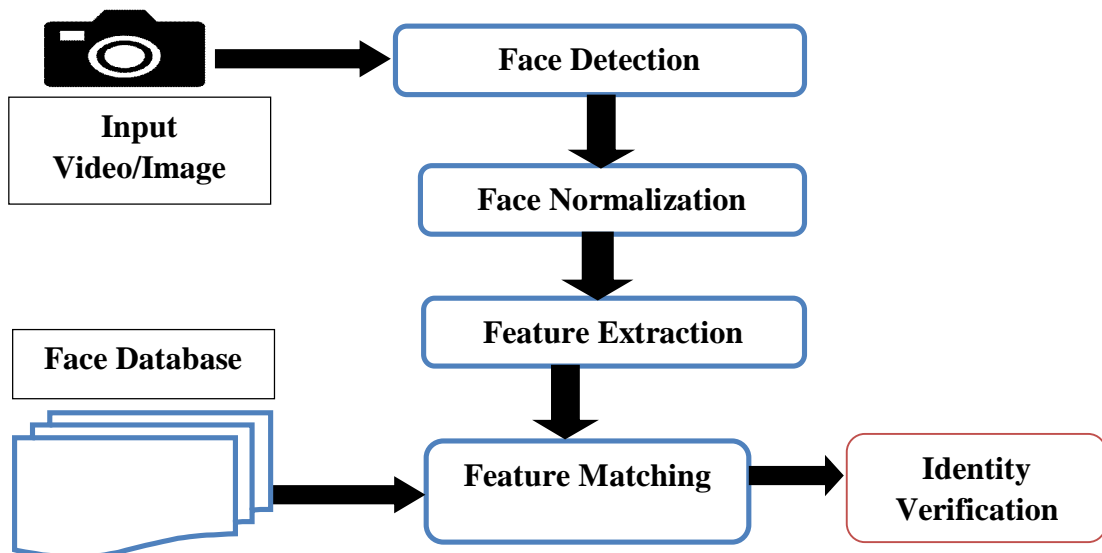 Face Detection
Input
Video/Image
Face Normalization
Feature Extraction
Face Database
Feature Matching
Identity
Verification